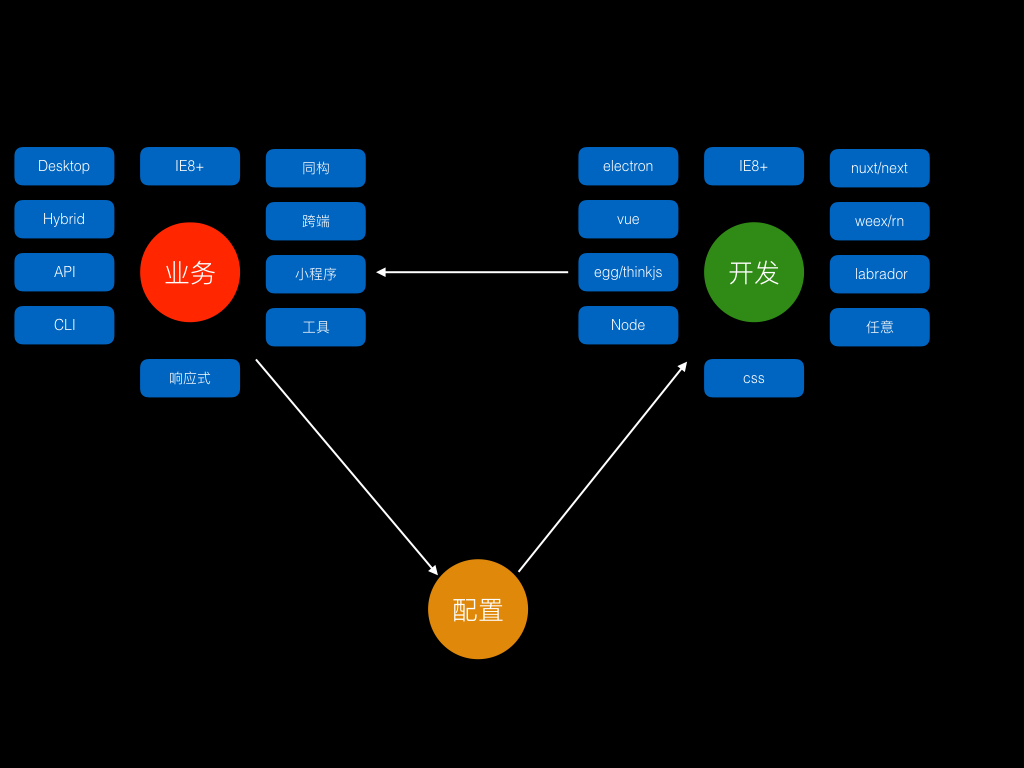 Desktop
IE8+
同构
Hybrid
跨端
业务
API
小程序
CLI
工具
响应式
electron
IE8+
nuxt/next
vue
weex/rn
egg/thinkjs
开发
labrador
Node
任意
css
配置